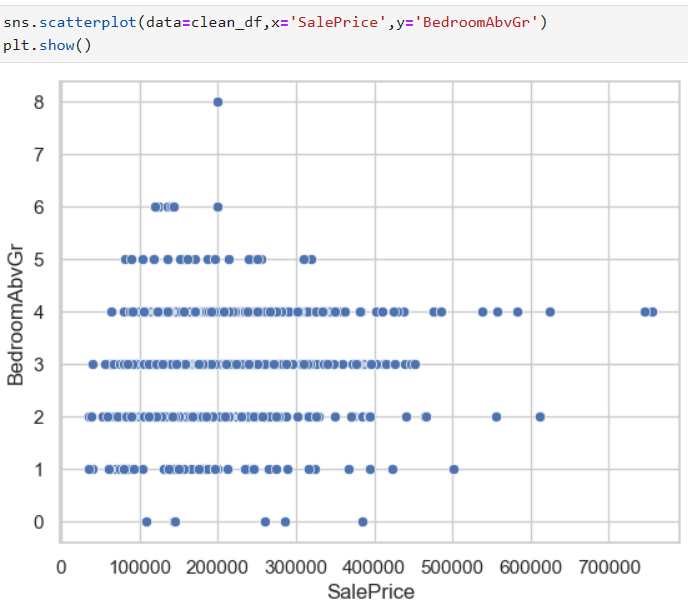 sns.scatterplot(data=clean_df,x='SalePrice',y='BedroomAbvGr')
plt.show()
8
7
6
5
4
3
2
1
0
BedroomAbvGr
0 100000 200000 300000 400000 500000 600000 700000
SalePrice